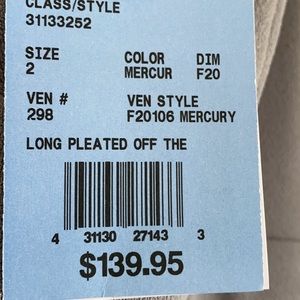 CLASS/STYLE
31133252
SIZE COLOR DIM
2 MERCUR F20
VEN # VEN STYLE
298 F20106 MERCURY
LONG PLEATED OFF THE
4 31130 27143 3
$139.95